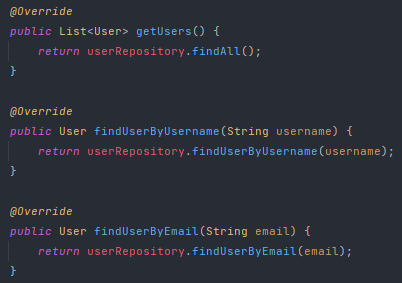 @Override
public List<User> getUsers() {
    return userRepository.findAll();
}

@Override
public User findUserByUsername(String username) {
    return userRepository.findUserByUsername(username);
}

@Override
public User findUserByEmail(String email) {
    return userRepository.findUserByEmail(email);
}